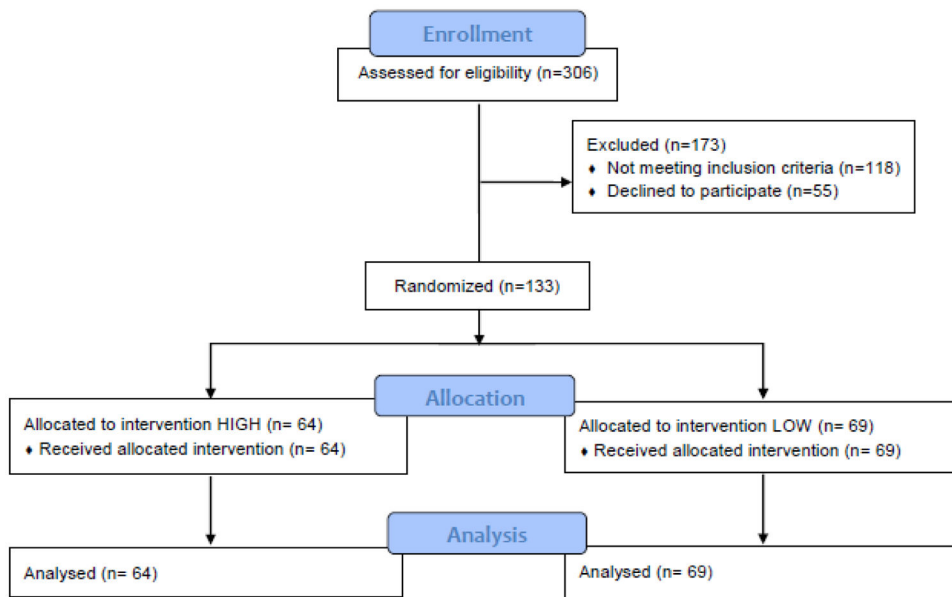 Enrollment
Assessed for eligibility (n=306)
Excluded (n=173)
♦ Not meeting inclusion criteria (n=118)
♦ Declined to participate (n=55)
Randomized (n=133)
Allocation
Allocated to intervention HIGH (n= 64)
♦ Received allocated intervention (n= 64)
Allocated to intervention LOW (n= 69)
♦ Received allocated intervention (n= 69)
Analysis
Analysed (n= 64)
Analysed (n= 69)